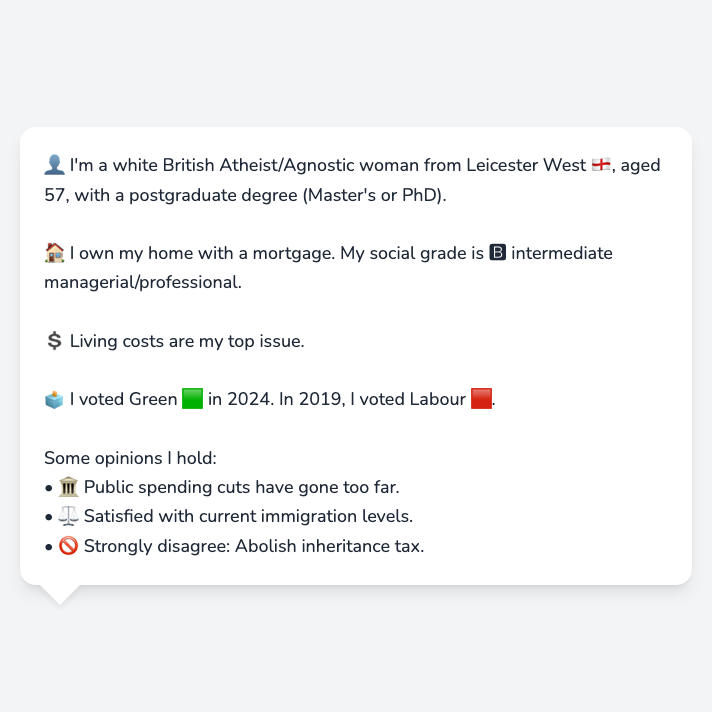 👤 I'm a white British Atheist/Agnostic woman from Leicester West 🏴󠁧󠁢󠁥󠁮󠁧󠁿, aged
57, with a postgraduate degree (Master's or PhD).
🏠 I own my home with a mortgage. My social grade is 🅱 intermediate
managerial/professional.
💲 Living costs are my top issue.
🗳️ I voted Green 🟩 in 2024. In 2019, I voted Labour 🟥.
Some opinions I hold:
• 🏛️ Public spending cuts have gone too far.
• ⚖️ Satisfied with current immigration levels.
• 🚫 Strongly disagree: Abolish inheritance tax.